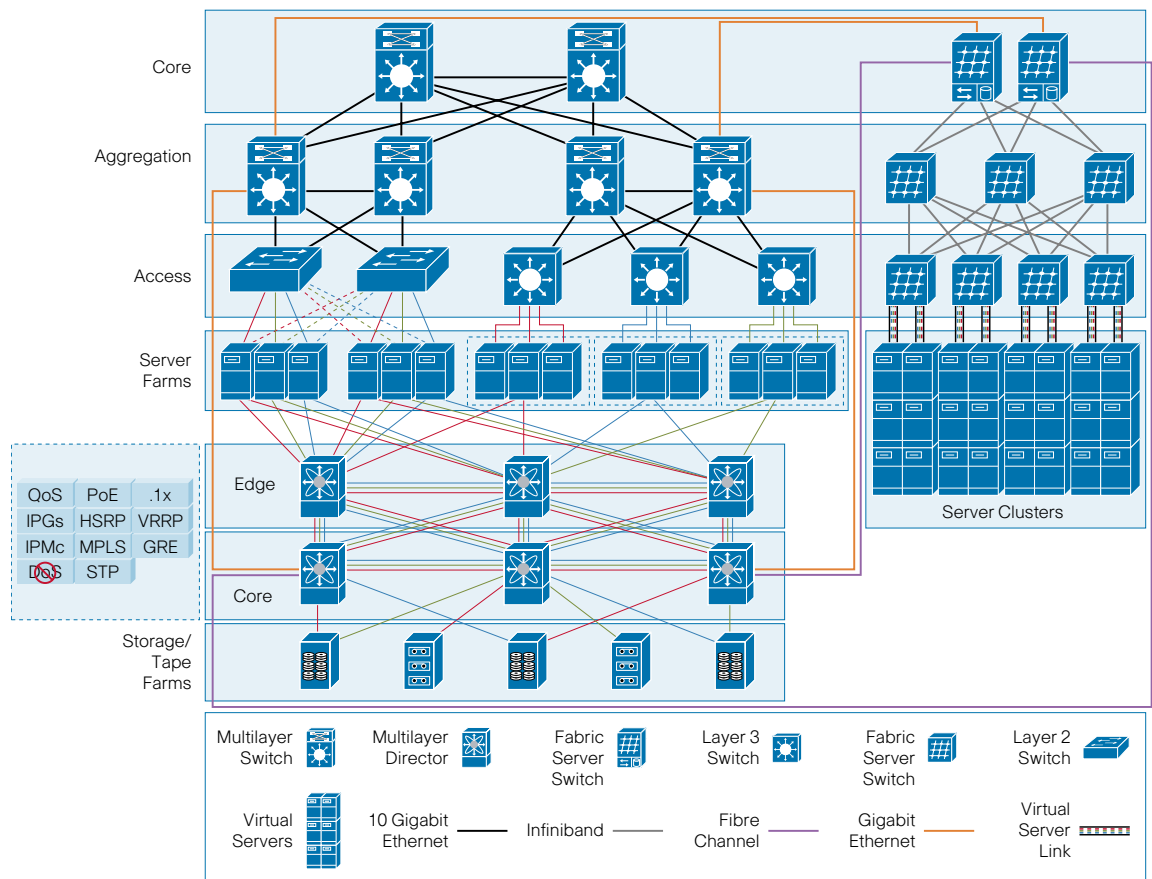 Core
Aggregation
Access
Server
Farms
Edge
QoS PoE .1x
IPGs HSRP VRRP
IPMc MPLS GRE
DoS STP
Server Clusters
Core
Storage/
Tape
Farms
Multilayer
Switch
Multilayer
Director
Fabric
Server
Switch
Layer 3
Switch
Fabric
Server
Switch
Layer 2
Switch
Virtual
Servers
10 Gigabit
Ethernet
Infiniband
Fibre
Channel
Gigabit
Ethernet
Virtual
Server
Link